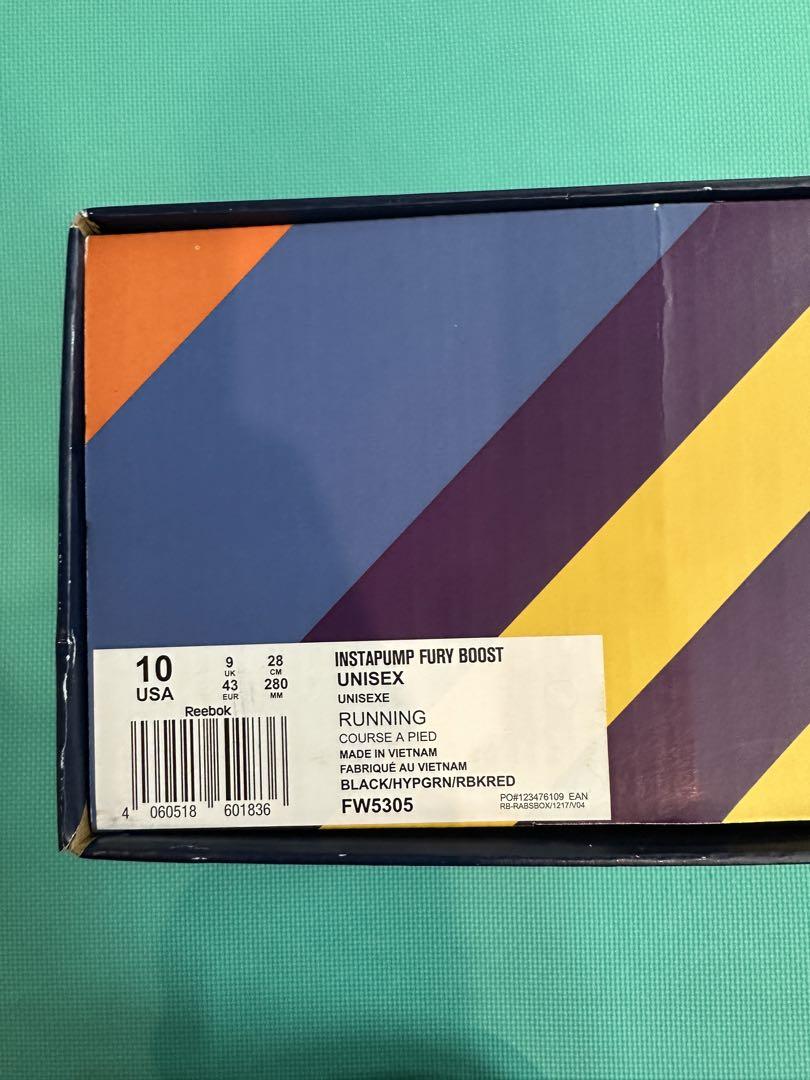 10
USA
9
UK
43
EUR
28
CM
280
MM
Reebok
4 060518 601836
INSTAPUMP FURY BOOST
UNISEX
UNISEXE
RUNNING
COURSE A PIED
MADE IN VIETNAM
FABRIQUÉ AU VIETNAM
BLACK/HYPGRN/RBKRED
FW5305
PO#123476109 EAN
RB-RABSBOX/1217/V04